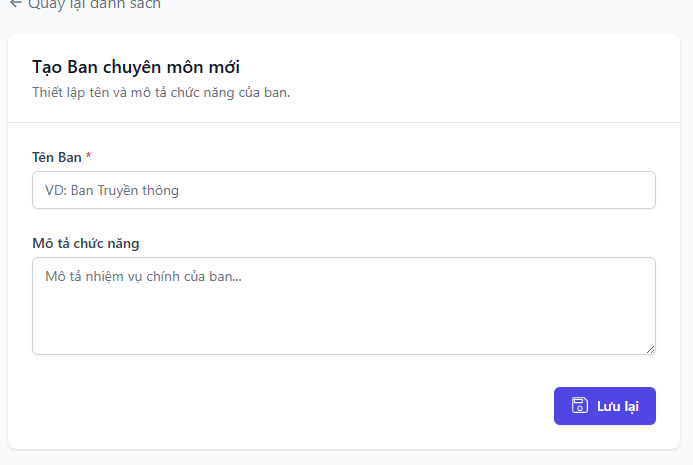 ← Quay lại danh sách
Tạo Ban chuyên môn mới
Thiết lập tên và mô tả chức năng của ban.
Tên Ban *
VD: Ban Truyền thông
Mô tả chức năng
Mô tả nhiệm vụ chính của ban...
Lưu lại